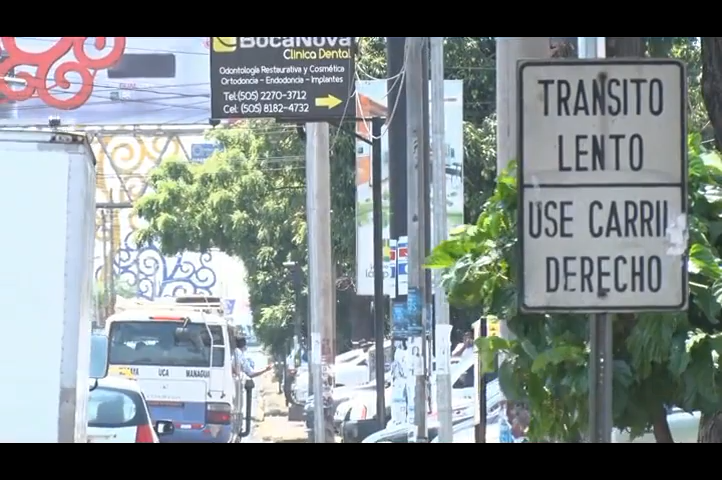 BocaNova
Clínica Dental
Odontología Restaurativa y Cosmética
Ortodoncia - Endodoncia - Implantes
Tel:(505) 2270-3712
Cel: (505) 8182-4732
TRANSITO
LENTO
USE CARRIL
DERECHO
UCA MANAGUA